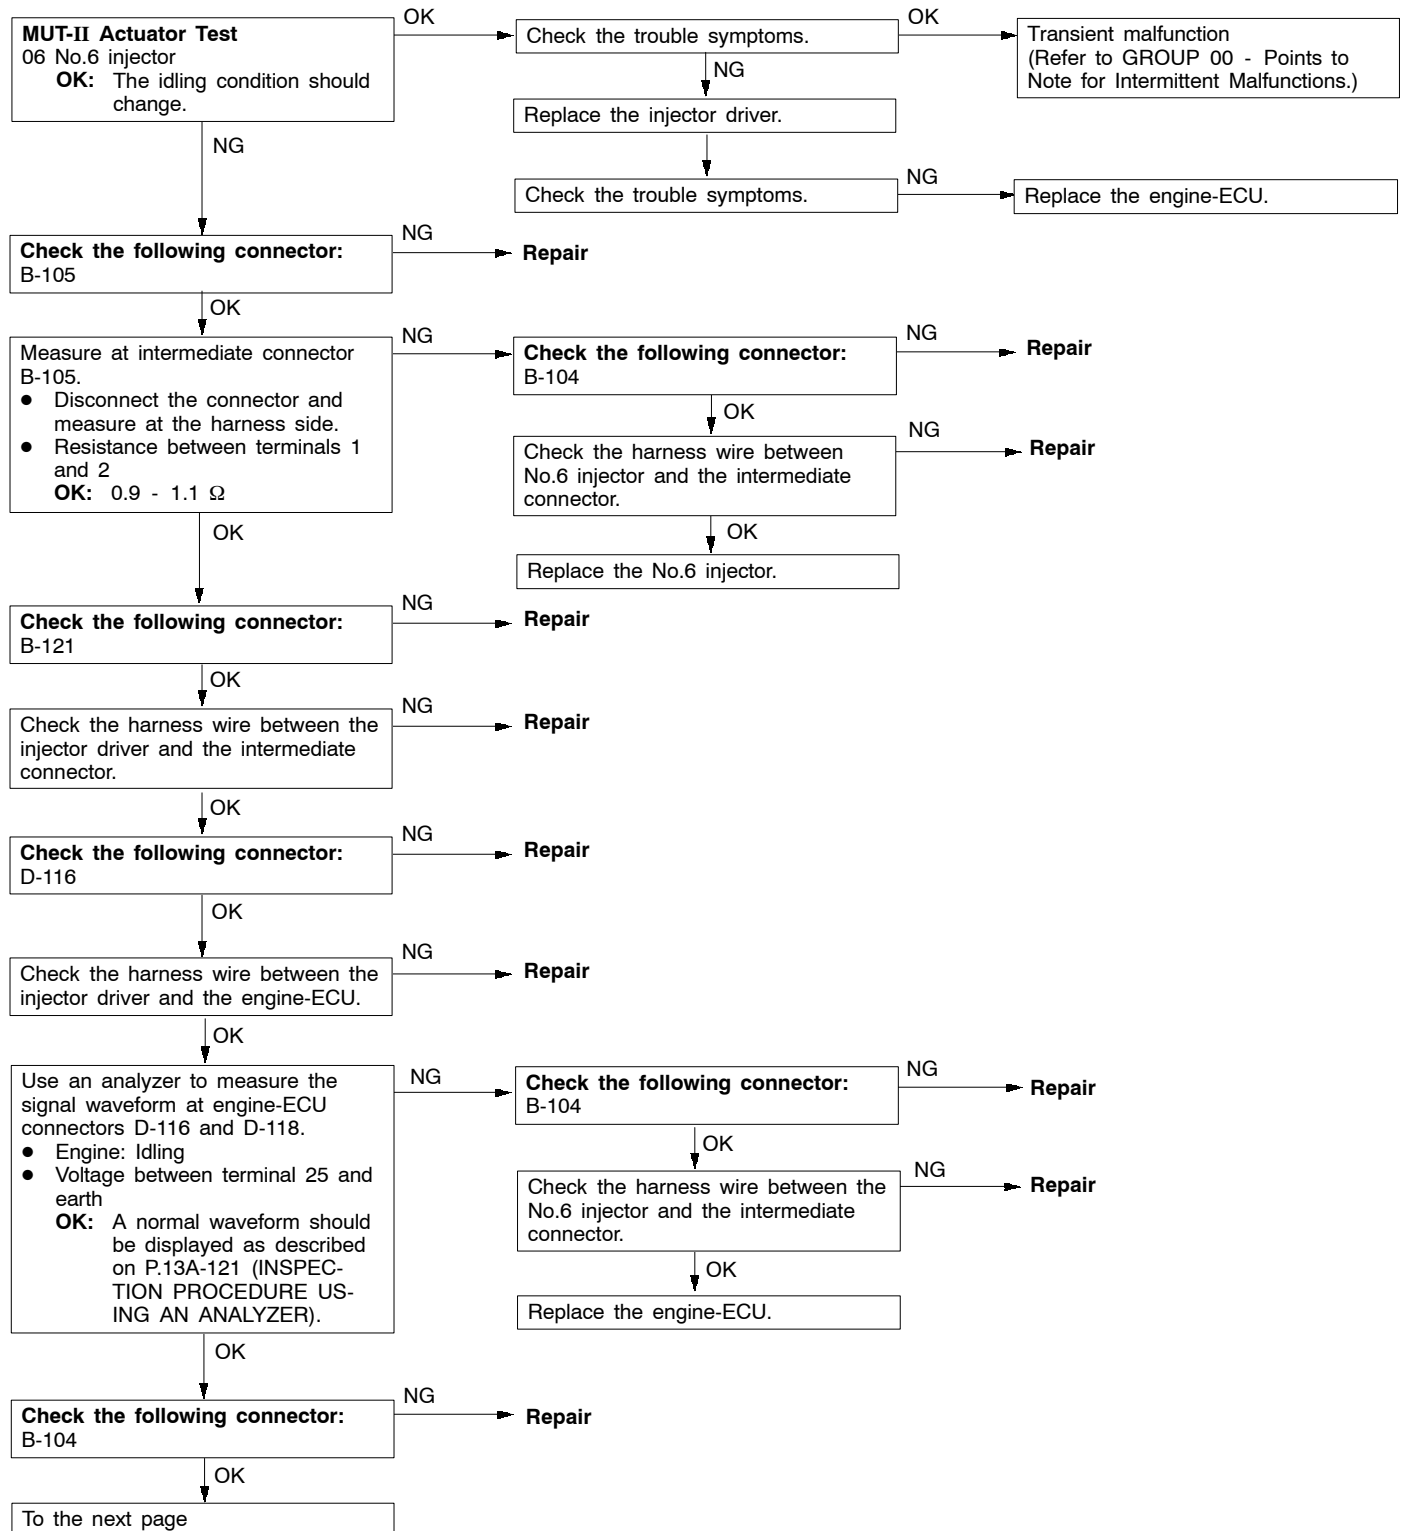 MUT-II Actuator Test
06 No.6 injector
OK: The idling condition should
change.
OK
Check the trouble symptoms.
OK
Transient malfunction
(Refer to GROUP 00 - Points to
Note for Intermittent Malfunctions.)
NG
Replace the injector driver.
Check the trouble symptoms.
NG
Replace the engine-ECU.
NG
Check the following connector:
B-105
NG
Repair
OK
Measure at intermediate connector
B-105.
● Disconnect the connector and
measure at the harness side.
● Resistance between terminals 1
and 2
OK: 0.9 - 1.1 Ω
NG
Check the following connector:
B-104
NG
Repair
OK
Check the harness wire between
No.6 injector and the intermediate
connector.
NG
Repair
OK
Replace the No.6 injector.
OK
Check the following connector:
B-121
NG
Repair
OK
Check the harness wire between the
injector driver and the intermediate
connector.
NG
Repair
OK
Check the following connector:
D-116
NG
Repair
OK
Check the harness wire between the
injector driver and the engine-ECU.
NG
Repair
OK
Use an analyzer to measure the
signal waveform at engine-ECU
connectors D-116 and D-118.
● Engine: Idling
● Voltage between terminal 25 and
earth
OK: A normal waveform should
be displayed as described
on P.13A-121 (INSPEC-
TION PROCEDURE US-
ING AN ANALYZER).
NG
Check the following connector:
B-104
NG
Repair
OK
Check the harness wire between the
No.6 injector and the intermediate
connector.
NG
Repair
OK
Replace the engine-ECU.
OK
Check the following connector:
B-104
NG
Repair
OK
To the next page